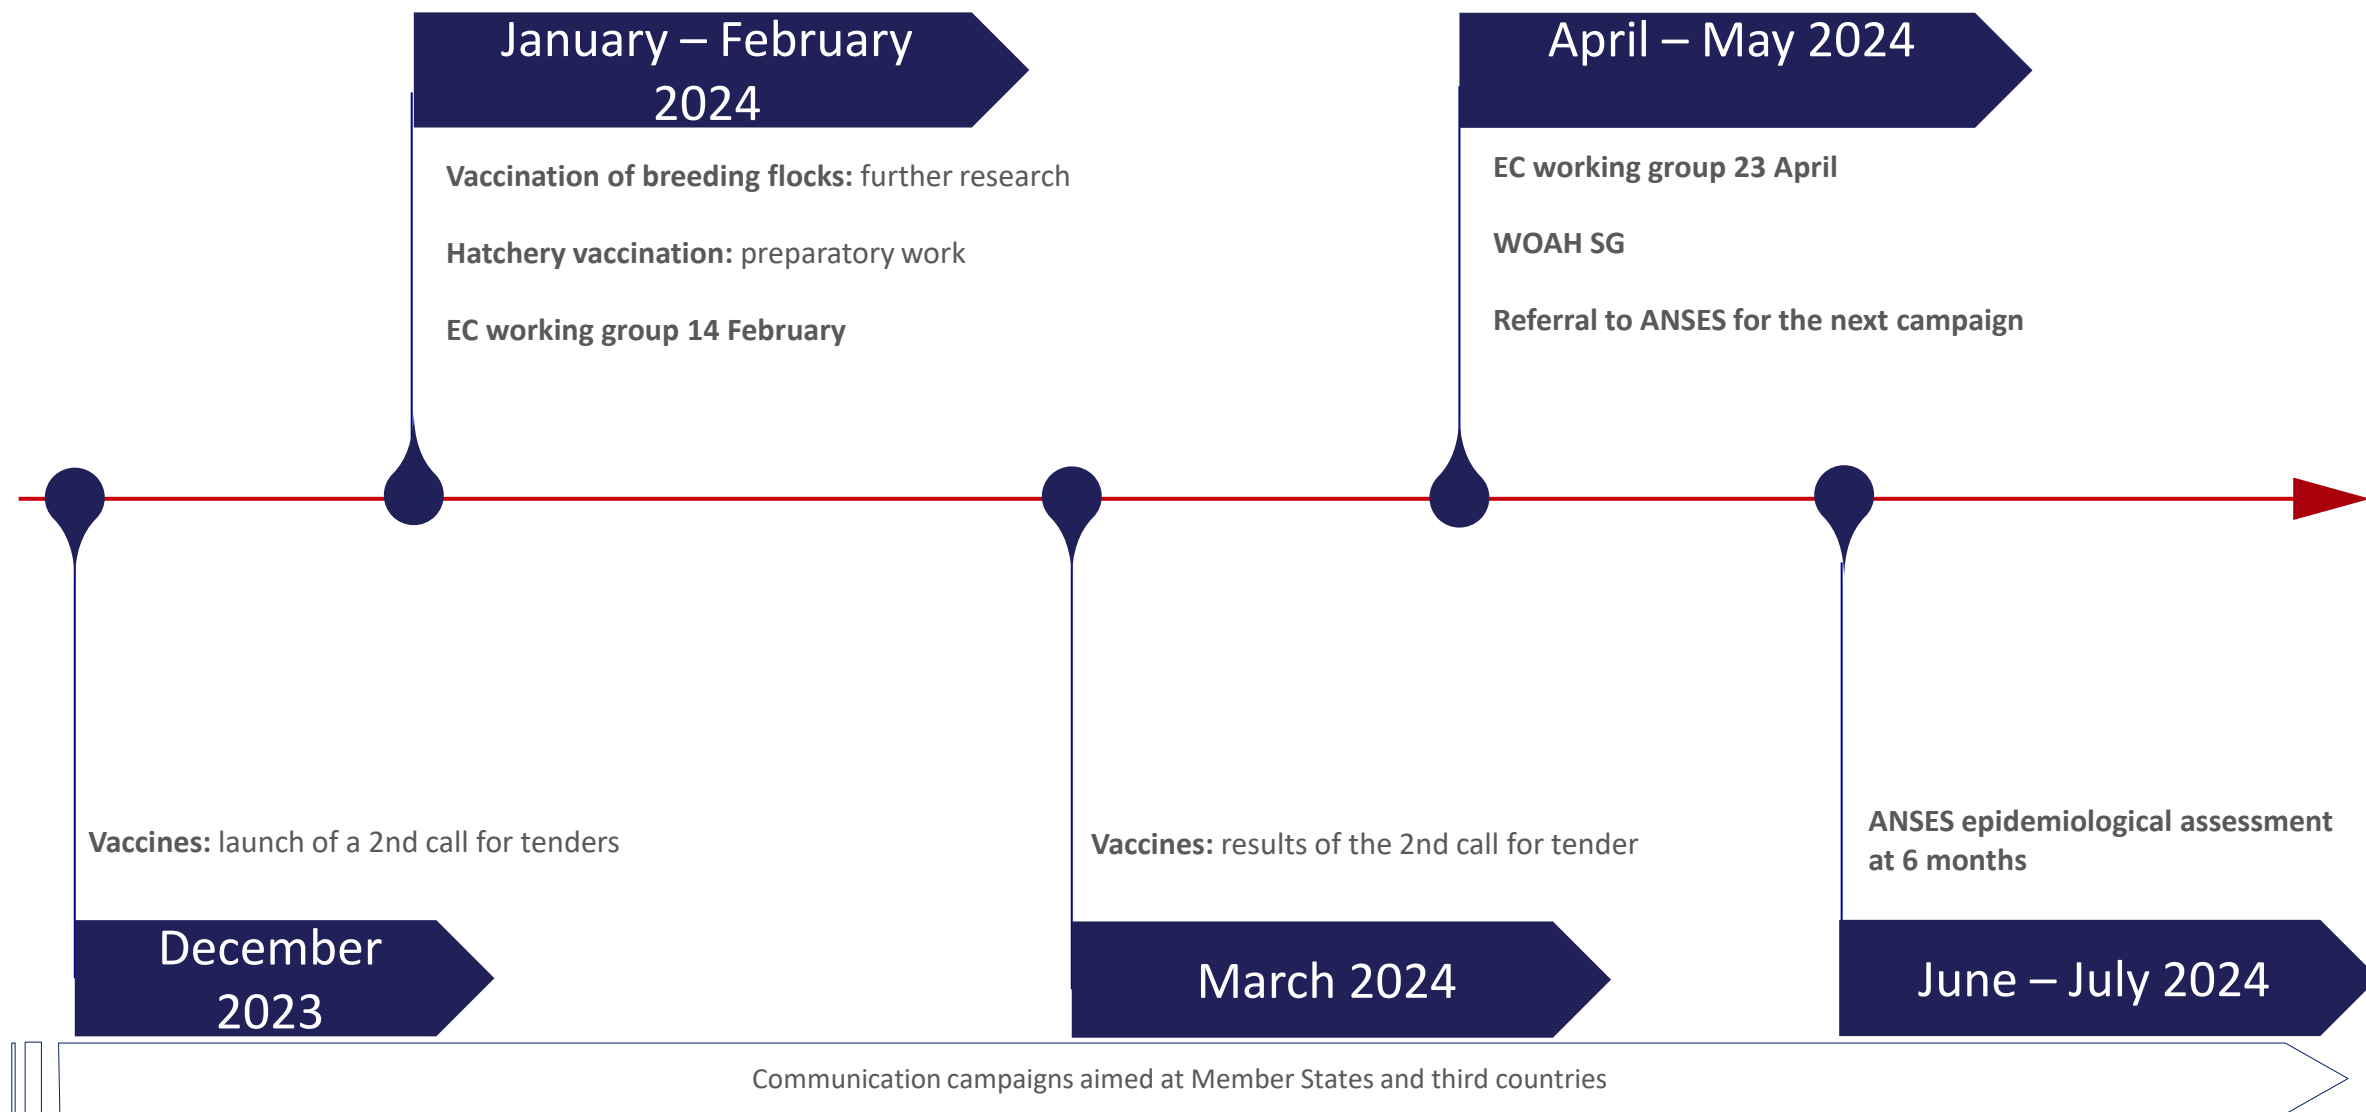 January – February
2024
Vaccination of breeding flocks: further research
Hatchery vaccination: preparatory work
EC working group 14 February
April – May 2024
EC working group 23 April
WOAH SG
Referral to ANSES for the next campaign
Vaccines: launch of a 2nd call for tenders
December
2023
Vaccines: results of the 2nd call for tender
March 2024
ANSES epidemiological assessment
at 6 months
June – July 2024
Communication campaigns aimed at Member States and third countries